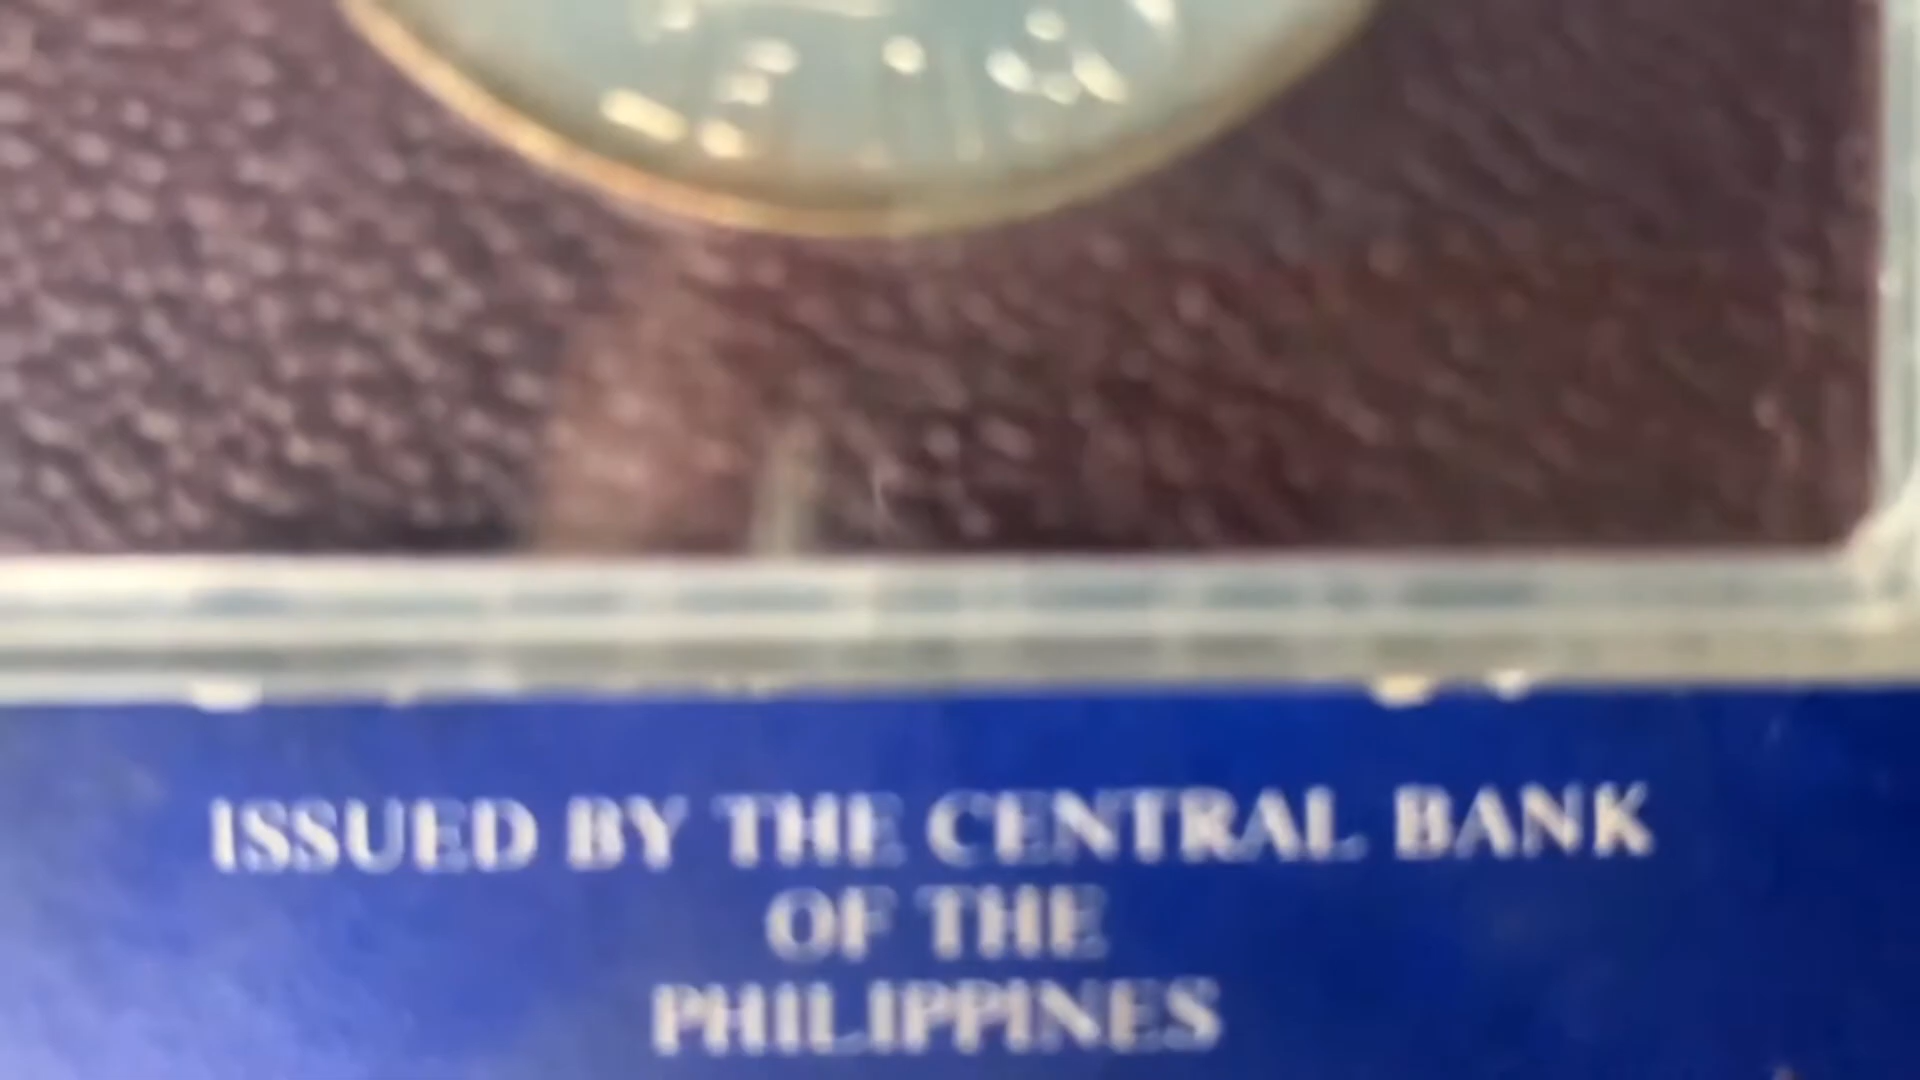 ISSUED BY THE CENTRAL BANK
OF THE
PHILIPPINES